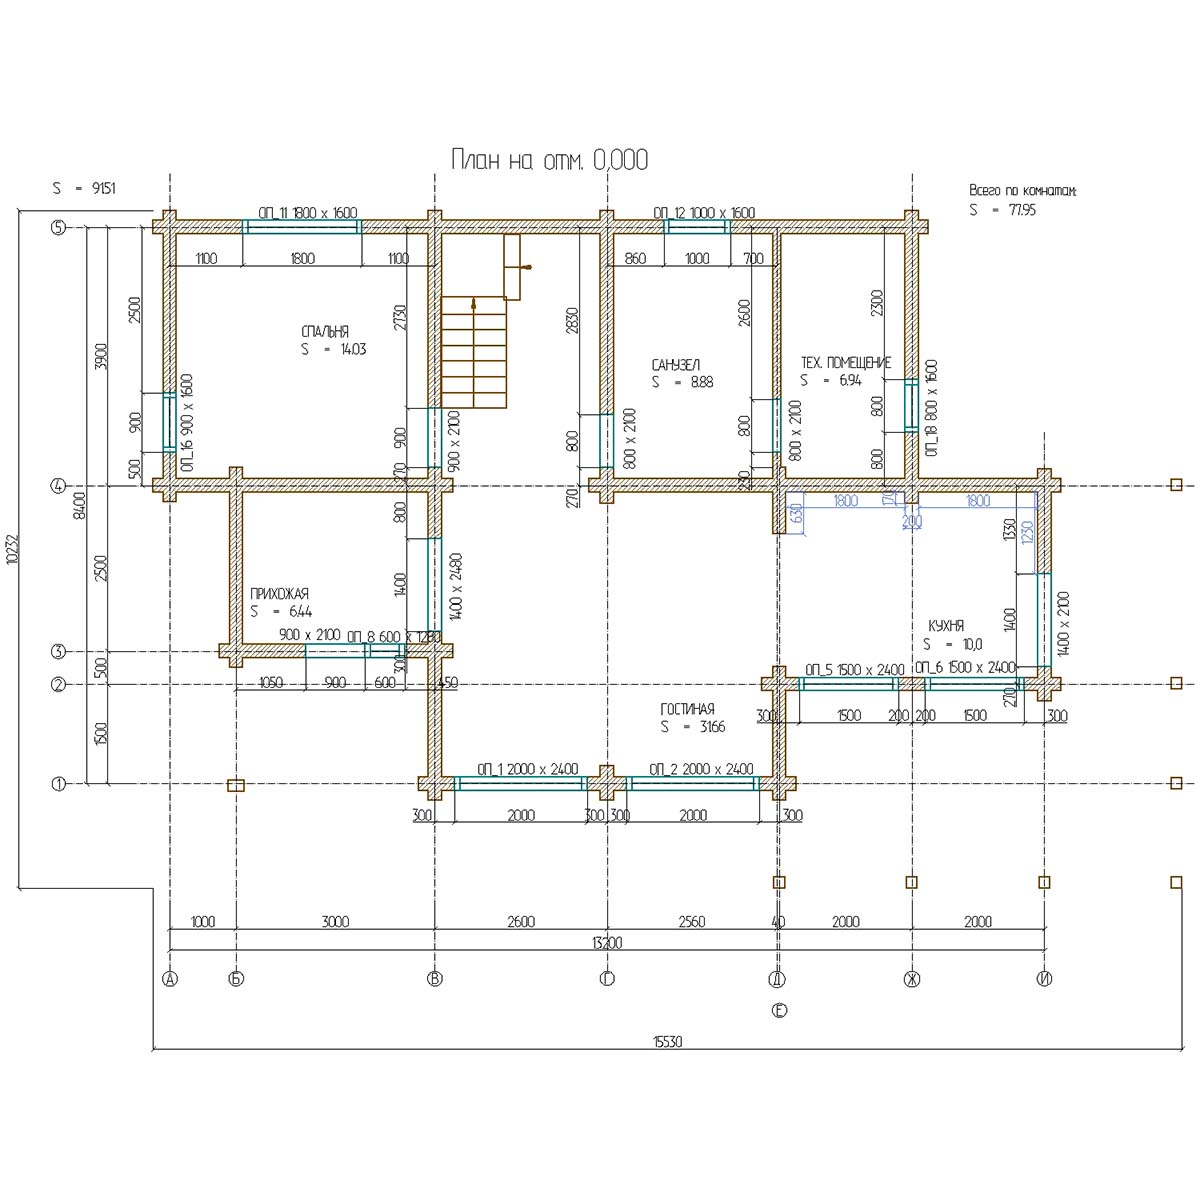 План на отм. 0,000
S = 91.51
Всего по комнатам:
S = 77.95
5
ОП_11 1800 x 1600
ОП_12 1000 x 1600
1100
1800
1100
860
1000
700
2500
3900
2730
2830
2600
2300
СПАЛЬНЯ
S = 14.03
САНУЗЕЛ
S = 8.88
ТЕХ. ПОМЕЩЕНИЕ
S = 6.94
ОП_16 900 x 1600
900
500
900
270
900 x 2100
800
270
800 x 2100
800
230
800 x 2100
800
800
ОП_18 800 x 1600
4
8400
10232
2500
800
1400
1400 x 2480
300
630
1800
170
200
1800
1230
1330
1400
270
1400 x 2100
ПРИХОЖАЯ
S = 6.44
900 x 2100
ОП_8 600 x 1280
КУХНЯ
S = 10,0
3
500
1050
900
600
450
2
ОП_5 1500 x 2400
ОП_6 1500 x 2400
ГОСТИНАЯ
S = 31.66
300
1500
200
200
1500
300
1500
1
ОП_1 2000 x 2400
ОП_2 2000 x 2400
300
2000
300
300
2000
300
1000
3000
2600
2560
40
2000
2000
13200
А
Б
В
Г
Д
Ж
И
Е
15530